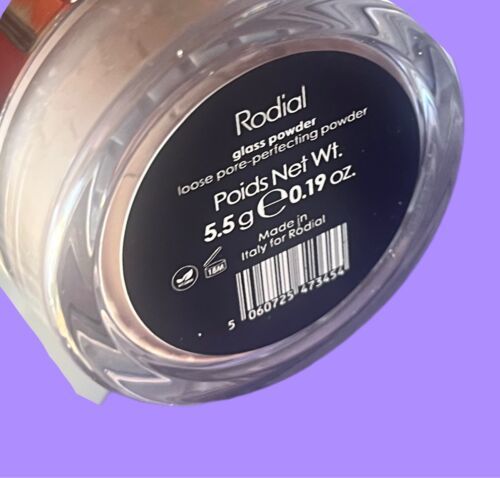 Rodial
glass powder
loose pore-perfecting powder
Poids Net Wt.
5.5 g ℮ 0.19 oz.
Made in
Italy for Rodial
18M
5 060725 473454